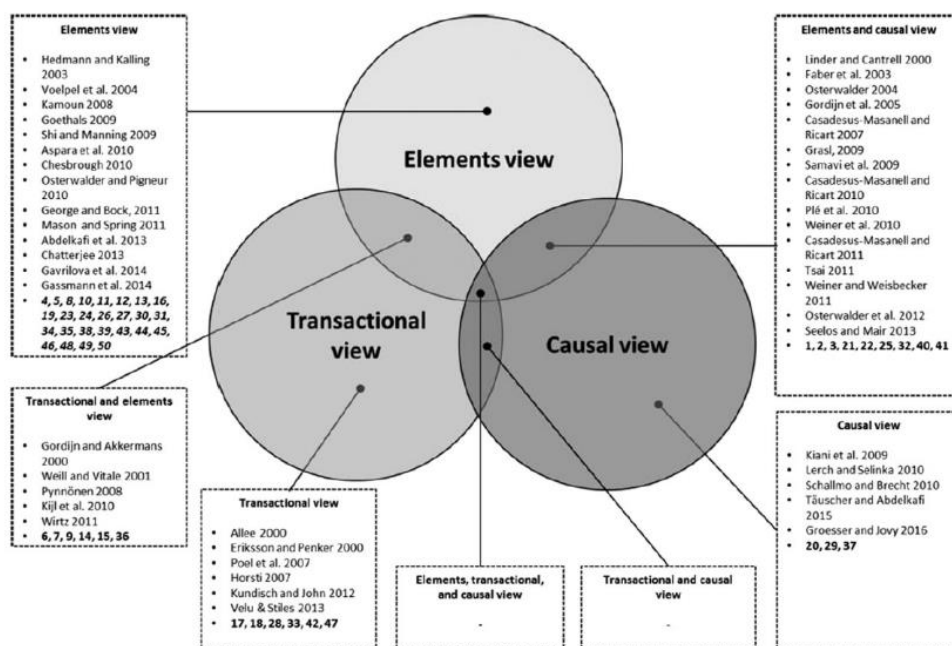 Elements view
• Hedmann and Kalling
2003
• Voelpel et al. 2004
• Kamoun 2008
• Goethals 2009
• Shi and Manning 2009
• Aspara et al. 2010
• Chesbrough 2010
• Osterwalder and Pigneur
2010
• George and Bock, 2011
• Mason and Spring 2011
• Abdelkafi et al. 2013
• Chatterjee 2013
• Gavrilova et al. 2014
• Gassmann et al. 2014
• 4, 5, 8, 10, 11, 12, 13, 16,
19, 23, 24, 26, 27, 30, 31,
34, 35, 38, 39, 43, 44, 45,
46, 48, 49, 50
Elements view
Transactional
view
Causal view
Elements and causal view
• Linder and Cantrell 2000
• Faber et al. 2003
• Osterwalder 2004
• Gordijn et al. 2005
• Casadesus-Masanell and
Ricart 2007
• Grasl, 2009
• Samavi et al. 2009
• Casadesus-Masanell and
Ricart 2010
• Plé et al. 2010
• Weiner et al. 2010
• Casadesus-Masanell and
Ricart 2011
• Tsai 2011
• Weiner and Weisbecker
2011
• Osterwalder et al. 2012
• Seelos and Mair 2013
• 1, 2, 3, 21, 22, 25, 32, 40, 41
Transactional and elements
view
• Gordijn and Akkermans
2000
• Weill and Vitale 2001
• Pynnönen 2008
• Kijl et al. 2010
• Wirtz 2011
• 6, 7, 9, 14, 15, 36
Transactional view
• Allee 2000
• Eriksson and Penker 2000
• Poel et al. 2007
• Horsti 2007
• Kundisch and John 2012
• Velu & Stiles 2013
• 17, 18, 28, 33, 42, 47
Elements, transactional,
and causal view
-
Transactional and causal
view
-
Causal view
• Kiani et al. 2009
• Lerch and Selinka 2010
• Schallmo and Brecht 2010
• Täuscher and Abdelkafi
2015
• Groesser and Jovy 2016
• 20, 29, 37